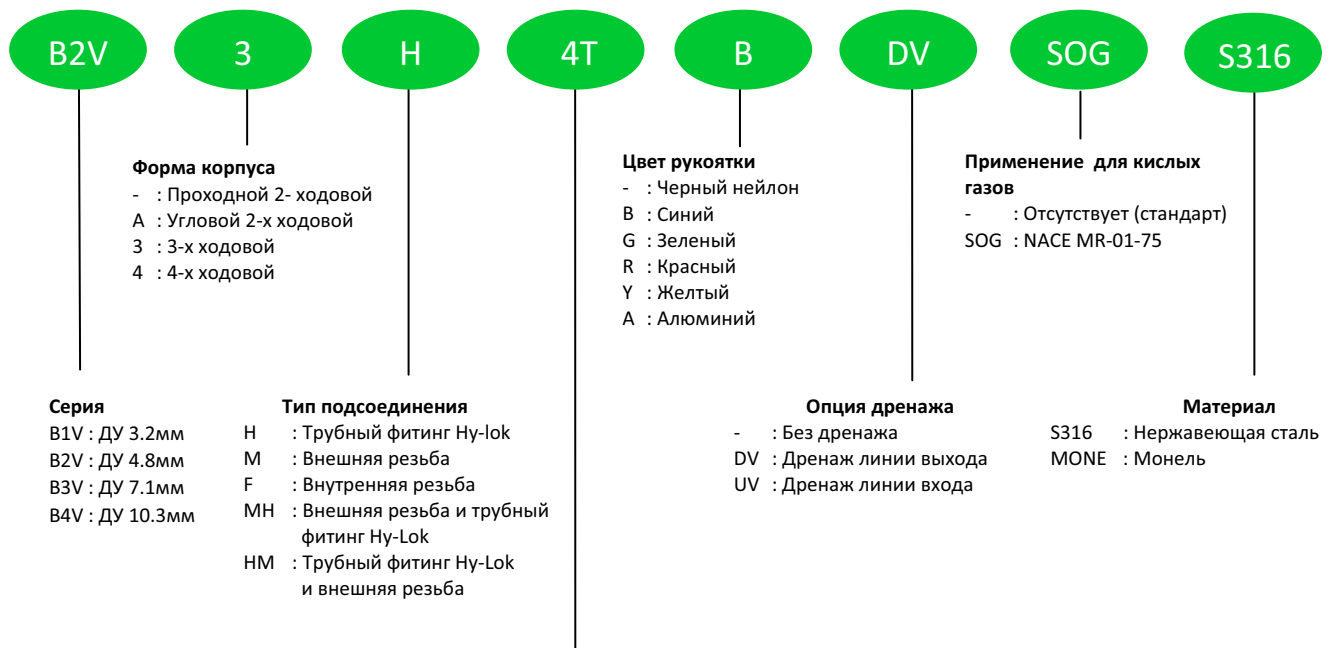 B2V 3 H 4T B DV SOG S316
Форма корпуса
- : Проходной 2- ходовой
A : Угловой 2-х ходовой
3 : 3-х ходовой
4 : 4-х ходовой
Цвет рукоятки
- : Черный нейлон
B : Синий
G : Зеленый
R : Красный
Y : Желтый
A : Алюминий
Применение для кислых
газов
- : Отсутствует (стандарт)
SOG : NACE MR-01-75
Серия
B1V : ДУ 3.2мм
B2V : ДУ 4.8мм
B3V : ДУ 7.1мм
B4V : ДУ 10.3мм
Тип подсоединения
H : Трубный фитинг Hy-lok
M : Внешняя резьба
F : Внутренняя резьба
MH : Внешняя резьба и трубный
фитинг Hy-Lok
HM : Трубный фитинг Hy-Lok
и внешняя резьба
Опция дренажа
- : Без дренажа
DV : Дренаж линии выхода
UV : Дренаж линии входа
Материал
S316 : Нержавеющая сталь
MONE : Монель